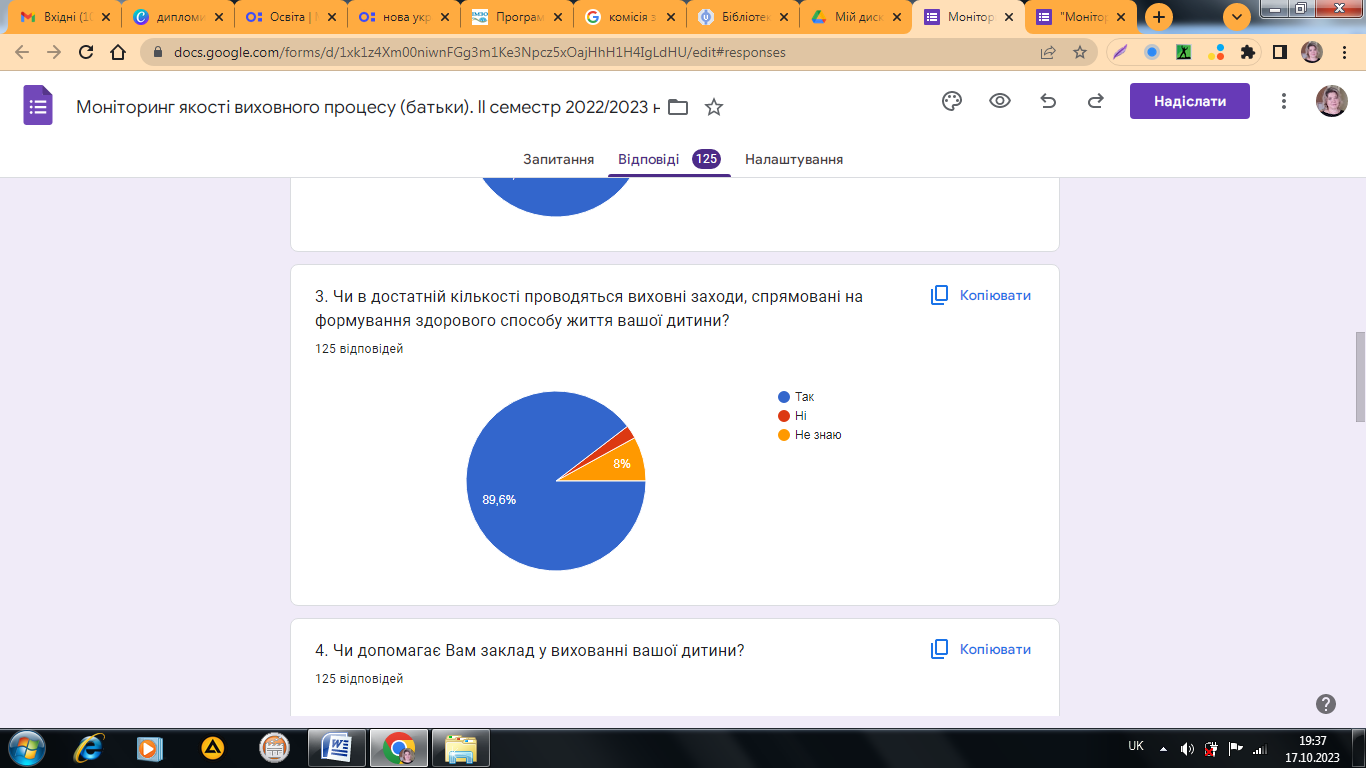 Вхідні (10
дипломи
Освіта | М
нова укр
Програм
комісія з
Бібліотек
Мій диск
Монітор
"Монітор
docs.google.com/forms/d/1xk1z4Xm00niwnFGg3m1Ke3Npcz5xOajHhH1H4IgLdHU/edit#responses
Моніторинг якості виховного процесу (батьки). ІІ семестр 2022/2023 н
Надіслати
Запитання Відповіді 125 Налаштування
3. Чи в достатній кількості проводяться виховні заходи, спрямовані на
формування здорового способу життя вашої дитини?
Копіювати
125 відповідей
Так
Ні
Не знаю
8%
89,6%
4. Чи допомагає Вам заклад у вихованні вашої дитини?
Копіювати
125 відповідей
UK
19:37
17.10.2023